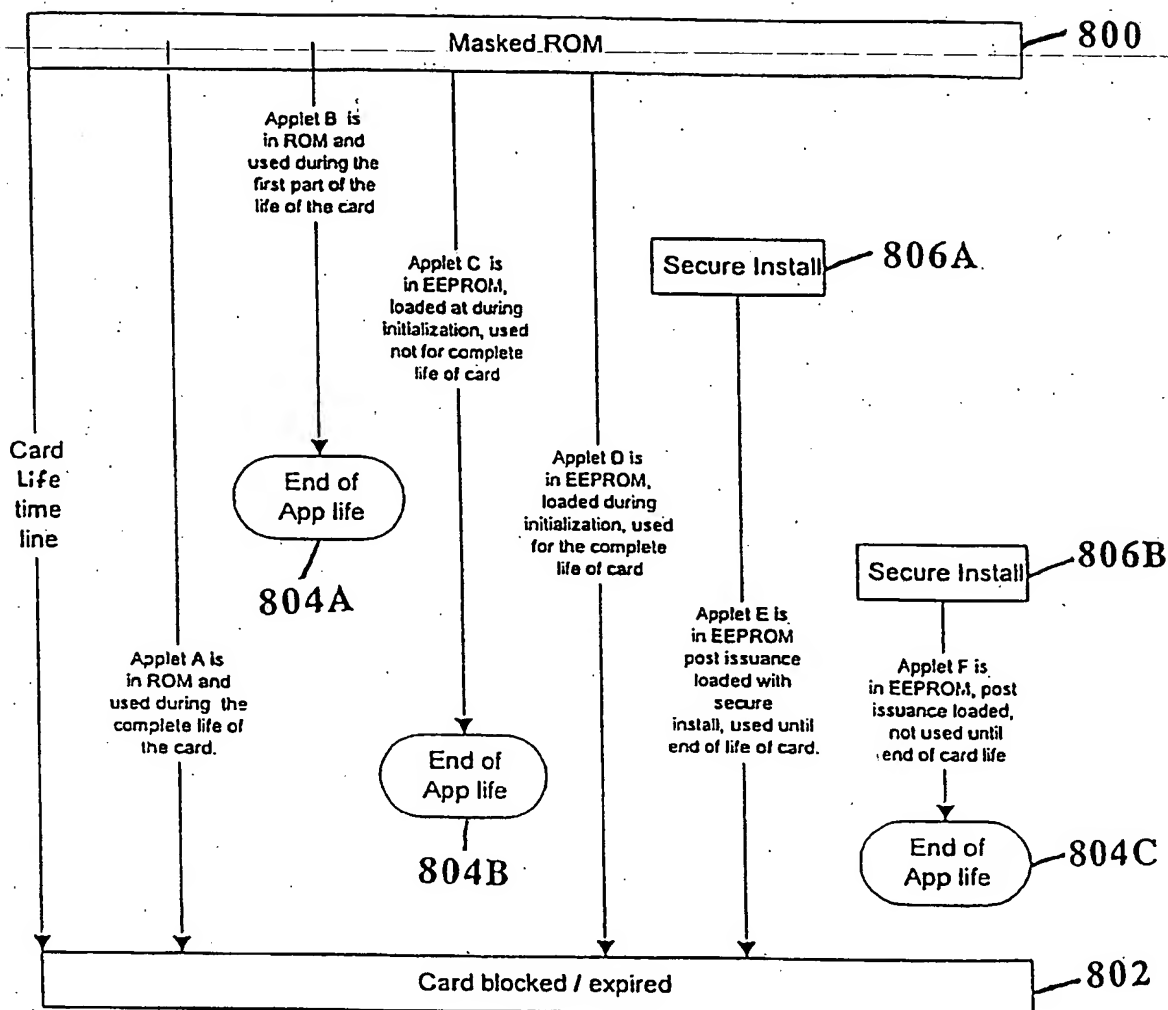 Masked ROM
800
Applet B is
in ROM and
used during the
first part of the
life of the card
Applet C is
in EEPROM,
loaded at during
initialization, used
not for complete
life of card
Secure Install
806A
Card
Life
time
line
End of
App life
804A
Applet D is
in EEPROM,
loaded during
initialization, used
for the complete
life of card
Secure Install
806B
Applet A is
in ROM and
used during the
complete life of
the card.
Applet E is
in EEPROM
post issuance
loaded with
secure
install, used until
end of life of card.
Applet F is
in EEPROM, post
issuance loaded,
not used until
end of card life
End of
App life
804B
End of
App life
804C
Card blocked / expired
802